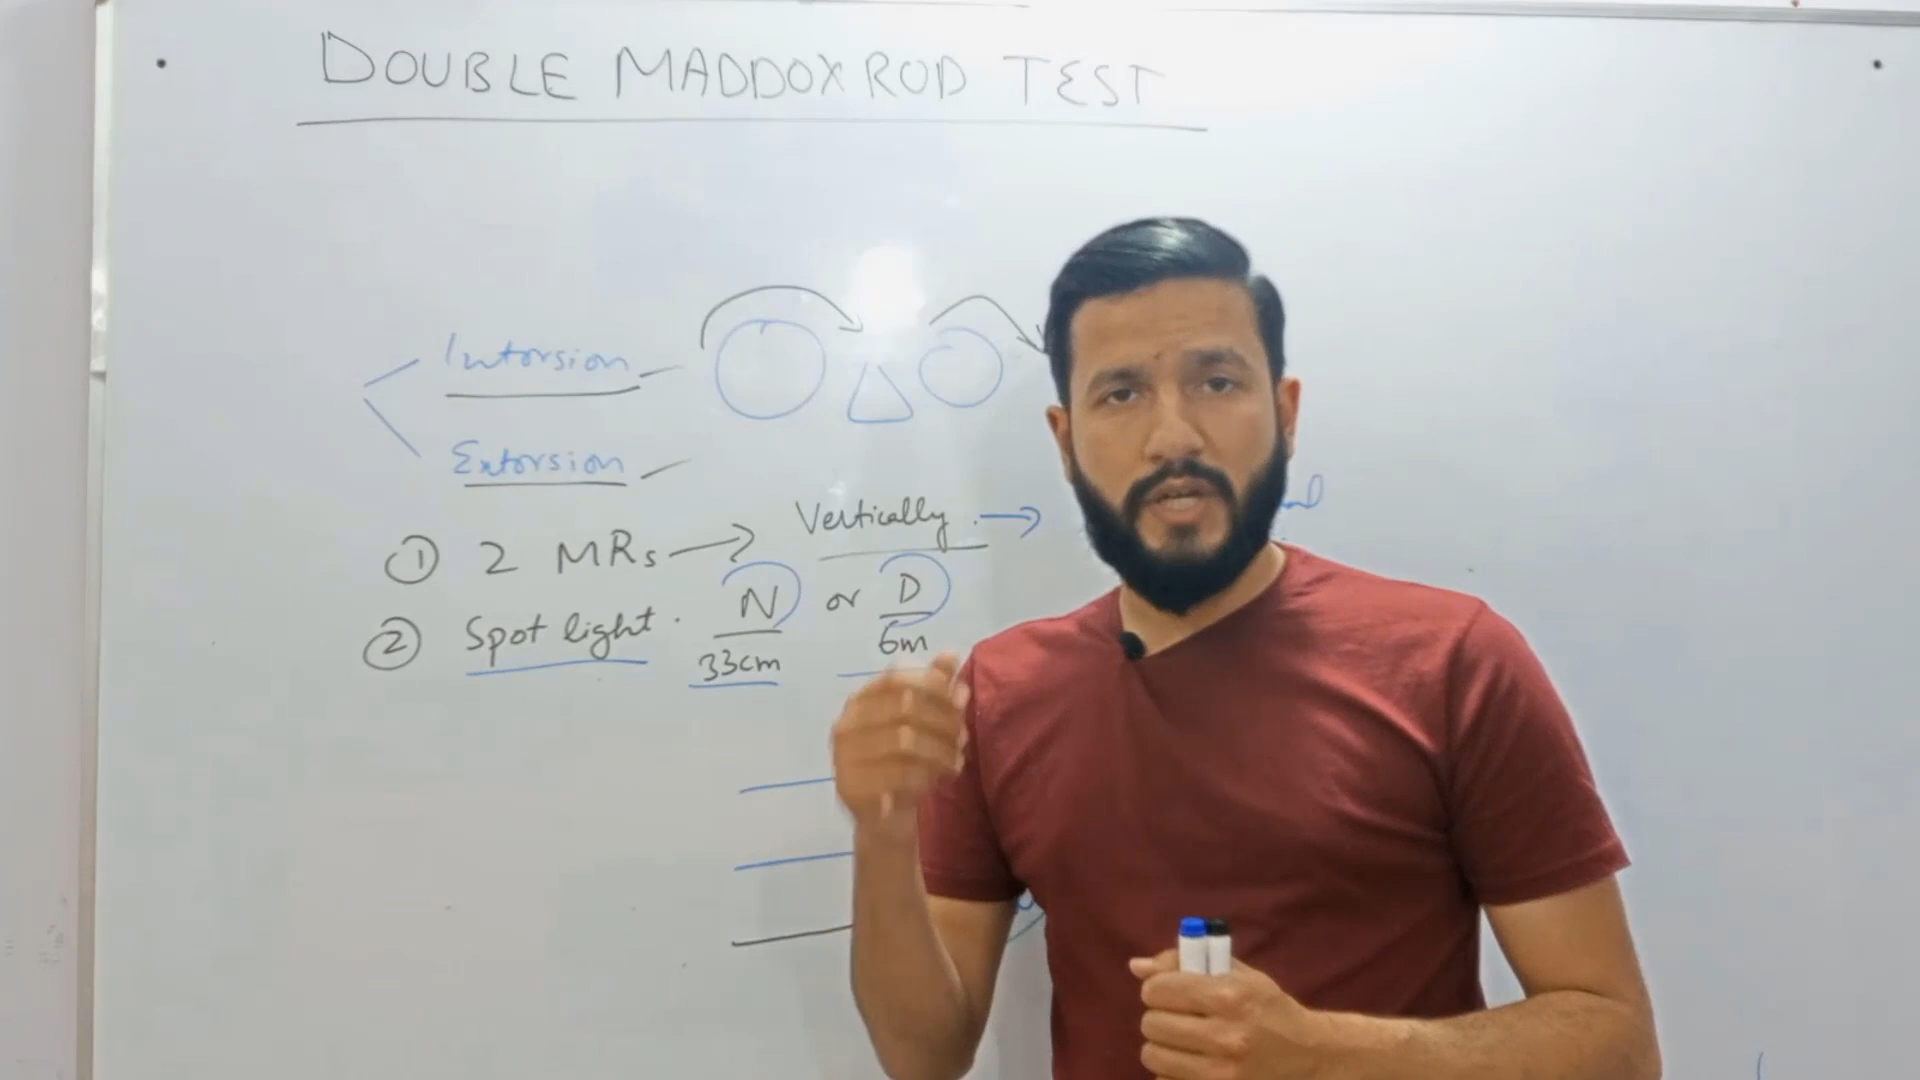 DOUBLE MADDOX ROD TEST
Intorsion
Extorsion
① 2 MRs → Vertically →
② Spot light. N or D
33cm 6m